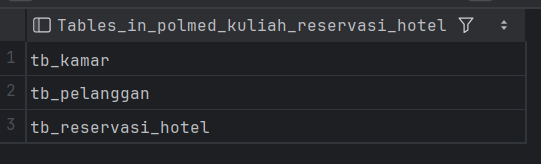 Tables_in_polmed_kuliah_reservasi_hotel
1 tb_kamar
2 tb_pelanggan
3 tb_reservasi_hotel